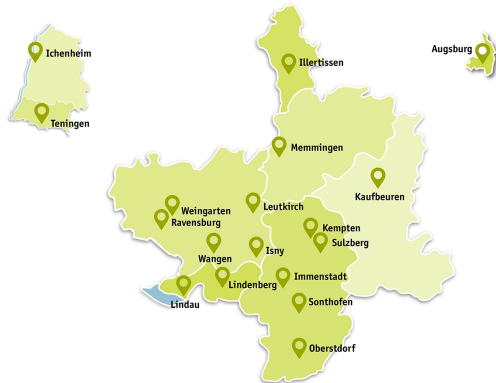 Ichenheim
Teningen
Illertissen
Augsburg
Memmingen
Kaufbeuren
Leutkirch
Weingarten
Ravensburg
Kempten
Sulzberg
Wangen
Isny
Lindenberg
Immenstadt
Lindau
Sonthofen
Oberstdorf